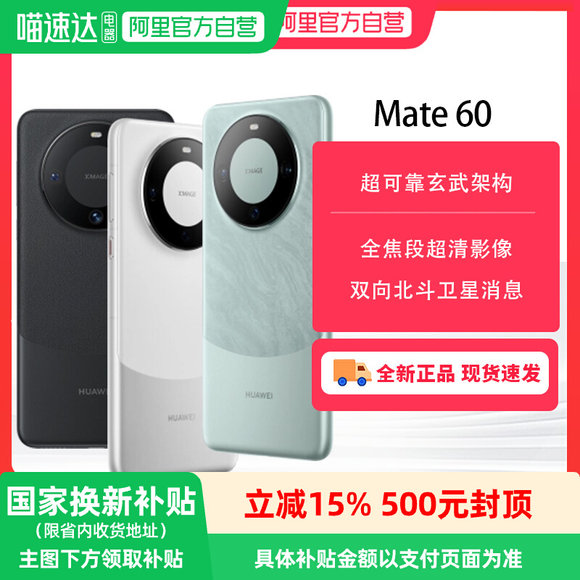 喵速达电器 阿里官方自营 阿里官方自营
Mate 60
超可靠玄武架构
全焦段超清影像
双向北斗卫星消息
全新正品 现货速发
XMAGE
XMAGE
XMAGE
HUAWEI
HUAWEI
HUAWEI
国家换新补贴
(限省内收货地址)
主图下方领取补贴
立减15% 500元封顶
具体补贴金额以支付页面为准